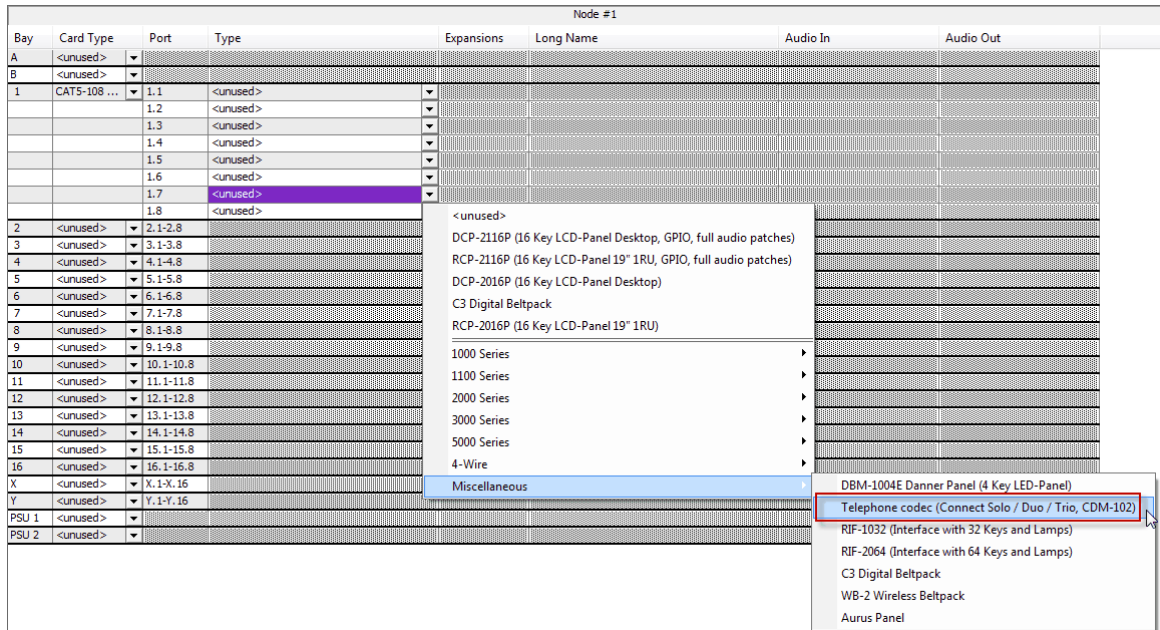 Node #1
Bay Card Type Port Type Expansions Long Name Audio In Audio Out
A <unused>
B <unused>
1 CAT5-108 ... 1.1 <unused>
1.2 <unused>
1.3 <unused>
1.4 <unused>
1.5 <unused>
1.6 <unused>
1.7 <unused>
1.8 <unused>
2 <unused> 2.1-2.8
3 <unused> 3.1-3.8
4 <unused> 4.1-4.8
5 <unused> 5.1-5.8
6 <unused> 6.1-6.8
7 <unused> 7.1-7.8
8 <unused> 8.1-8.8
9 <unused> 9.1-9.8
10 <unused> 10.1-10.8
11 <unused> 11.1-11.8
12 <unused> 12.1-12.8
13 <unused> 13.1-13.8
14 <unused> 14.1-14.8
15 <unused> 15.1-15.8
16 <unused> 16.1-16.8
X <unused> X.1-X.16
Y <unused> Y.1-Y.16
PSU 1 <unused>
PSU 2 <unused>
<unused>
DCP-2116P (16 Key LCD-Panel Desktop, GPIO, full audio patches)
RCP-2116P (16 Key LCD-Panel 19" 1RU, GPIO, full audio patches)
DCP-2016P (16 Key LCD-Panel Desktop)
C3 Digital Beltpack
RCP-2016P (16 Key LCD-Panel 19" 1RU)
1000 Series
1100 Series
2000 Series
3000 Series
5000 Series
4-Wire
Miscellaneous
DBM-1004E Danner Panel (4 Key LED-Panel)
Telephone codec (Connect Solo / Duo / Trio, CDM-102)
RIF-1032 (Interface with 32 Keys and Lamps)
RIF-2064 (Interface with 64 Keys and Lamps)
C3 Digital Beltpack
WB-2 Wireless Beltpack
Aurus Panel